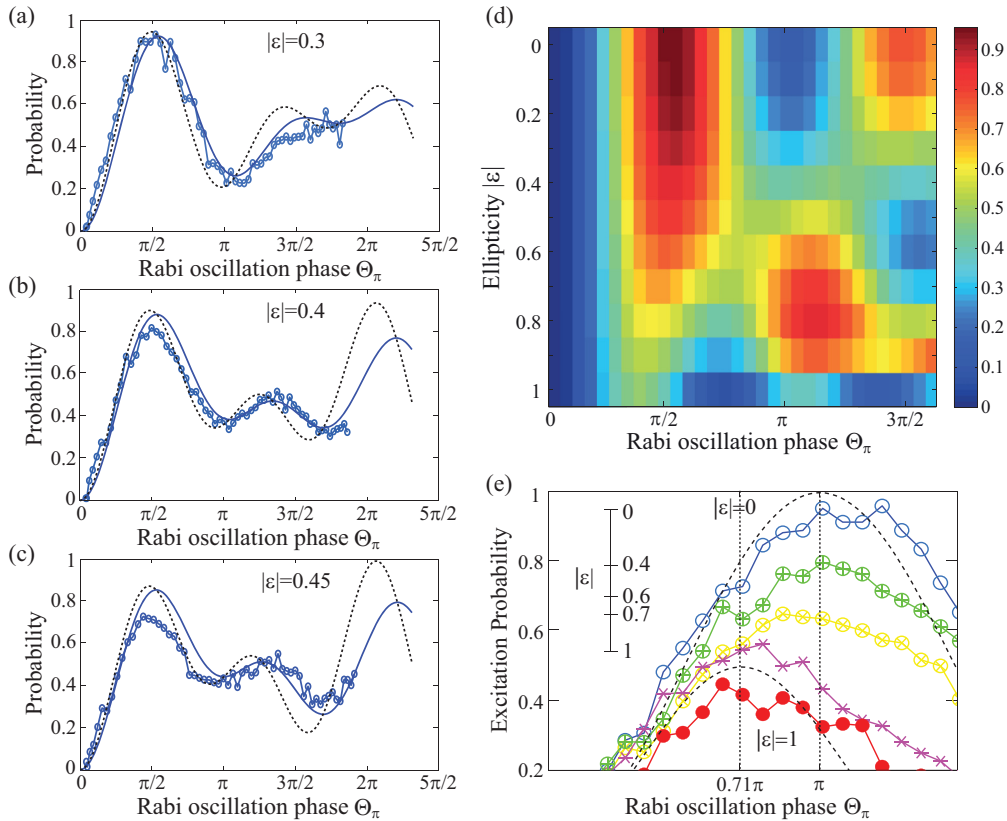 (a)
|ε|=0.3
1
0.8
0.6
0.4
0.2
0
Probability
0 π/2 π 3π/2 2π 5π/2
Rabi oscillation phase Θπ
(b)
|ε|=0.4
1
0.8
0.6
0.4
0.2
0
Probability
0 π/2 π 3π/2 2π 5π/2
Rabi oscillation phase Θπ
(c)
|ε|=0.45
1
0.8
0.6
0.4
0.2
0
Probability
0 π/2 π 3π/2 2π 5π/2
Rabi oscillation phase Θπ
(d)
0
0.2
0.4
0.6
0.8
1
Ellipticity |ε|
0 π/2 π 3π/2
Rabi oscillation phase Θπ
0.9
0.8
0.7
0.6
0.5
0.4
0.3
0.2
0.1
0
(e)
1
0.8
0.6
0.4
0.2
Excitation Probability
|ε|
0
0.4
0.6
0.7
1
|ε|=0
|ε|=1
0.71π π
Rabi oscillation phase Θπ